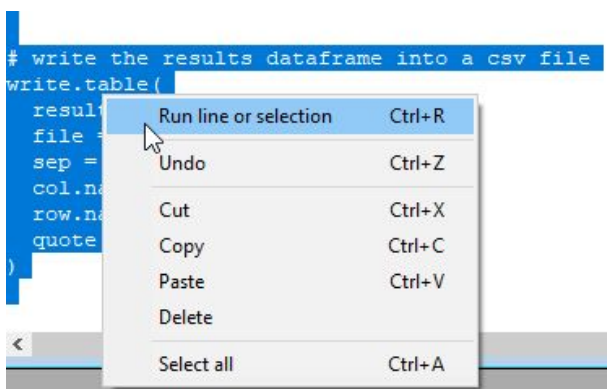 # write the results dataframe into a csv file
write.table(
result
file =
sep =
col.na
row.na
quote
)
Run line or selection Ctrl+R
Undo Ctrl+Z
Cut Ctrl+X
Copy Ctrl+C
Paste Ctrl+V
Delete
Select all Ctrl+A